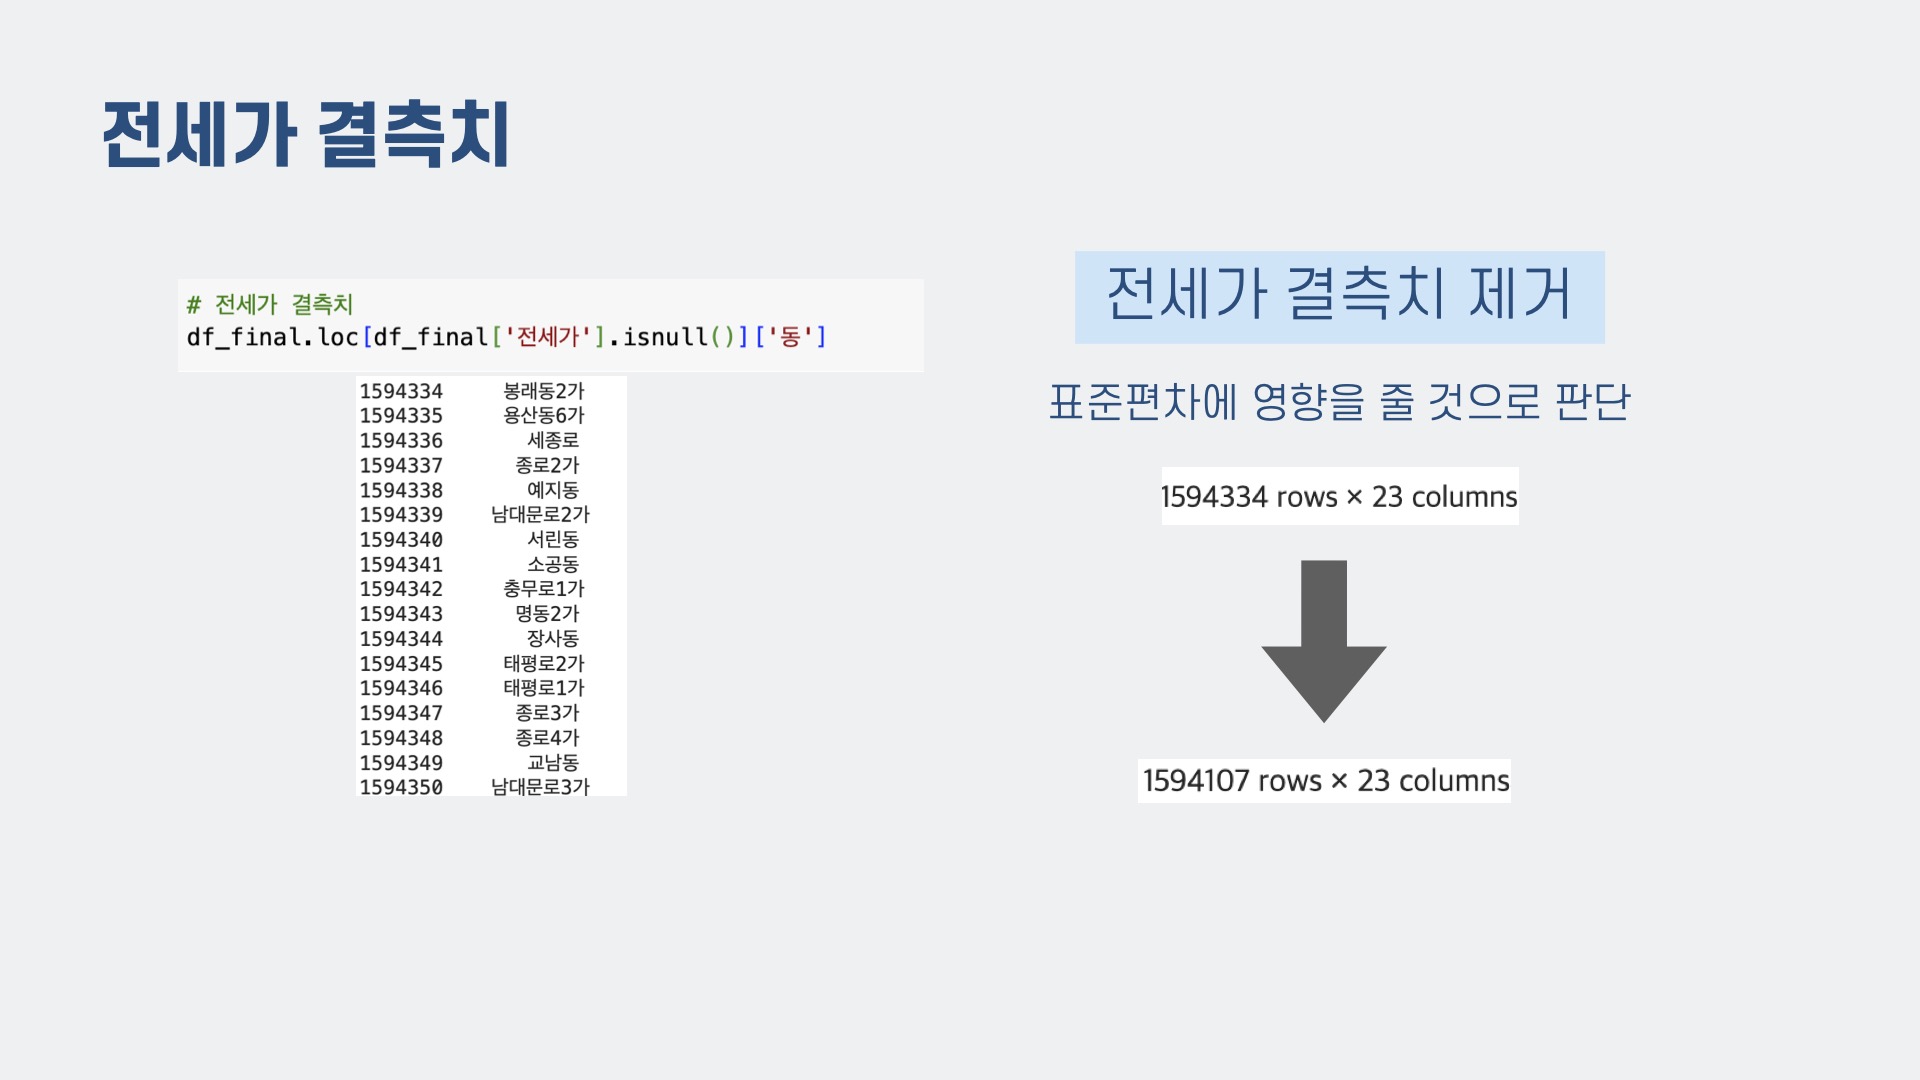 전세가 결측치
# 전세가 결측치
df_final.loc[df_final['전세가'].isnull()]['동']
1594334 봉래동2가
1594335 용산동6가
1594336 세종로
1594337 종로2가
1594338 예지동
1594339 남대문로2가
1594340 서린동
1594341 소공동
1594342 충무로1가
1594343 명동2가
1594344 장사동
1594345 태평로2가
1594346 태평로1가
1594347 종로3가
1594348 종로4가
1594349 교남동
1594350 남대문로3가
전세가 결측치 제거
표준편차에 영향을 줄 것으로 판단
1594334 rows × 23 columns
1594107 rows × 23 columns